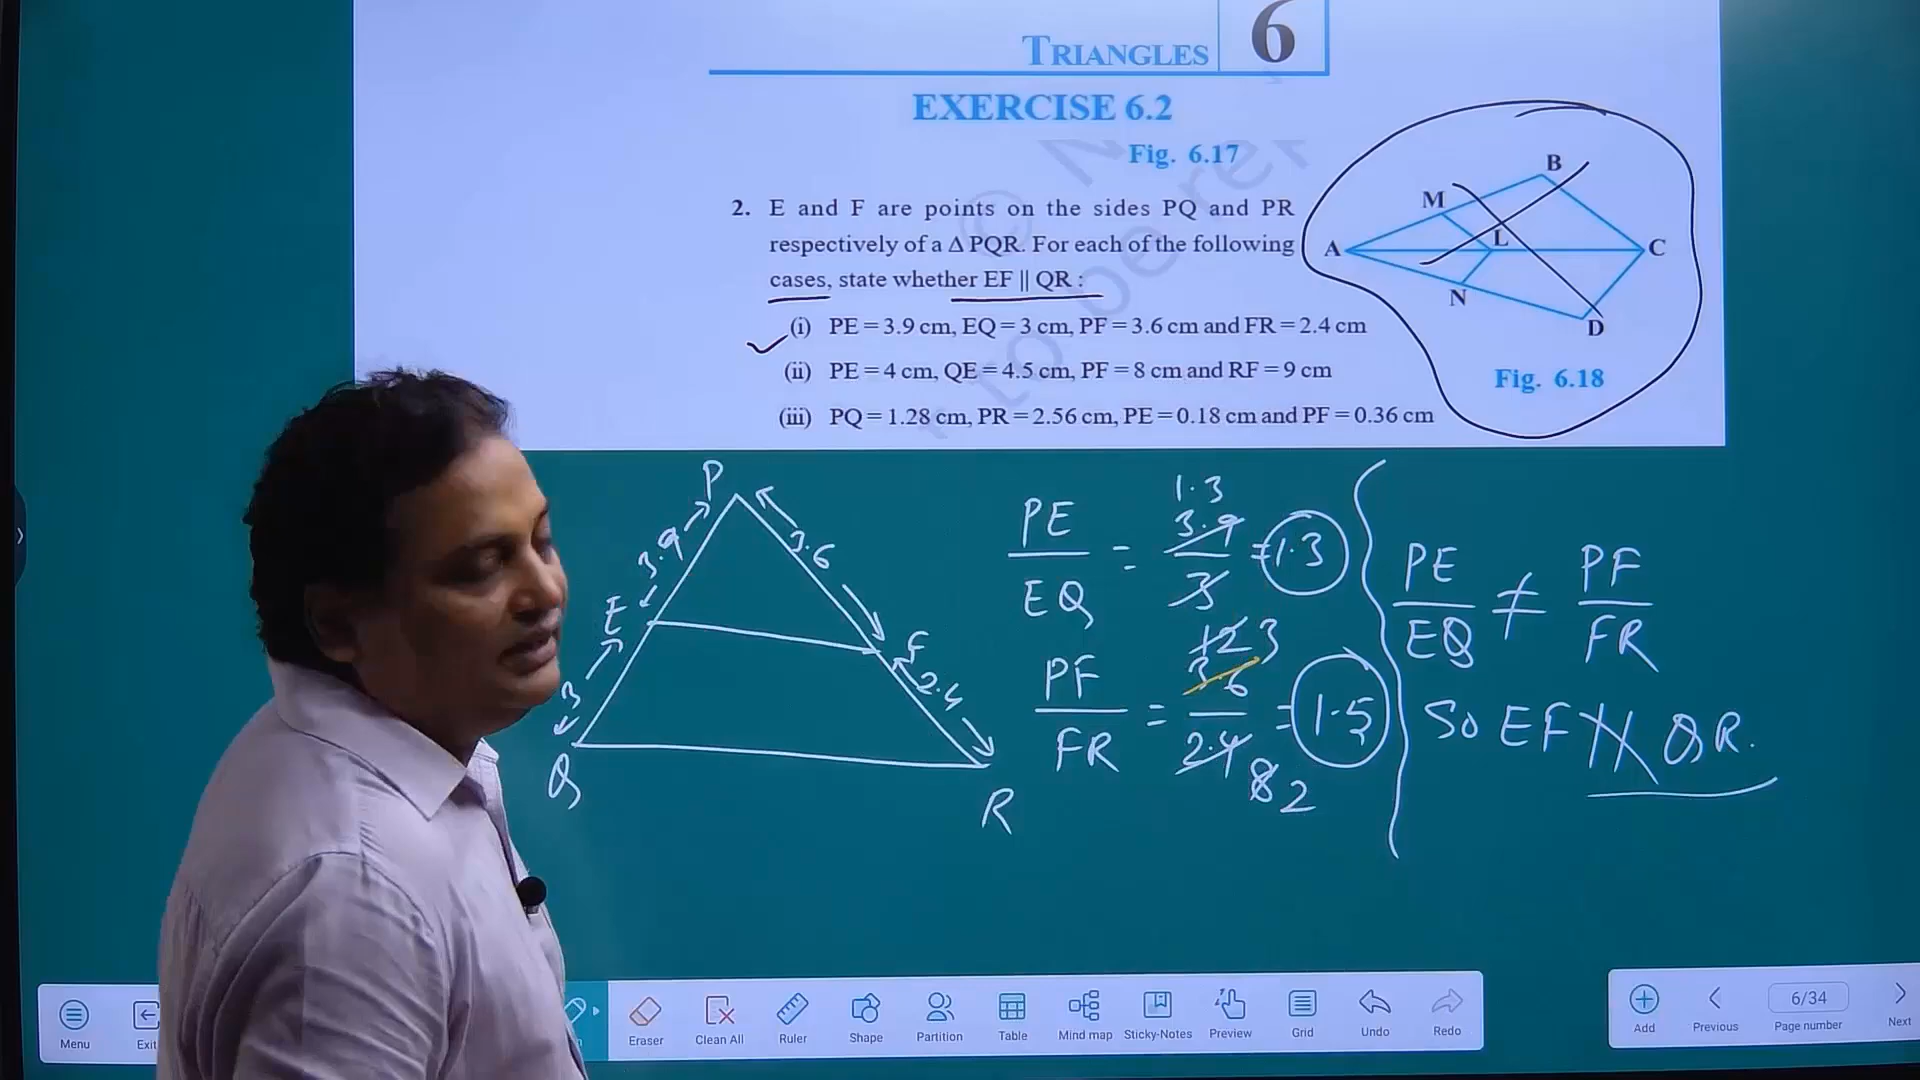 TRIANGLES 6
EXERCISE 6.2
Fig. 6.17
2. E and F are points on the sides PQ and PR
respectively of a Δ PQR. For each of the following
cases, state whether EF || QR :
(i) PE = 3.9 cm, EQ = 3 cm, PF = 3.6 cm and FR = 2.4 cm
(ii) PE = 4 cm, QE = 4.5 cm, PF = 8 cm and RF = 9 cm
(iii) PQ = 1.28 cm, PR = 2.56 cm, PE = 0.18 cm and PF = 0.36 cm
B
M
A L C
N
D
Fig. 6.18
P
3.9 3.6
E F
3 2.4
Q R
1.3
PE/EQ = 3.9/3 = 1.3
12 3
PF/FR = 3.6/2.4 = 1.5
8 2
PE/EQ ≠ PF/FR
So EF ∦ QR.
Menu Exit Eraser Clean All Ruler Shape Partition Table Mind map Sticky-Notes Preview Grid Undo Redo
Add Previous 6/34 Page number Next